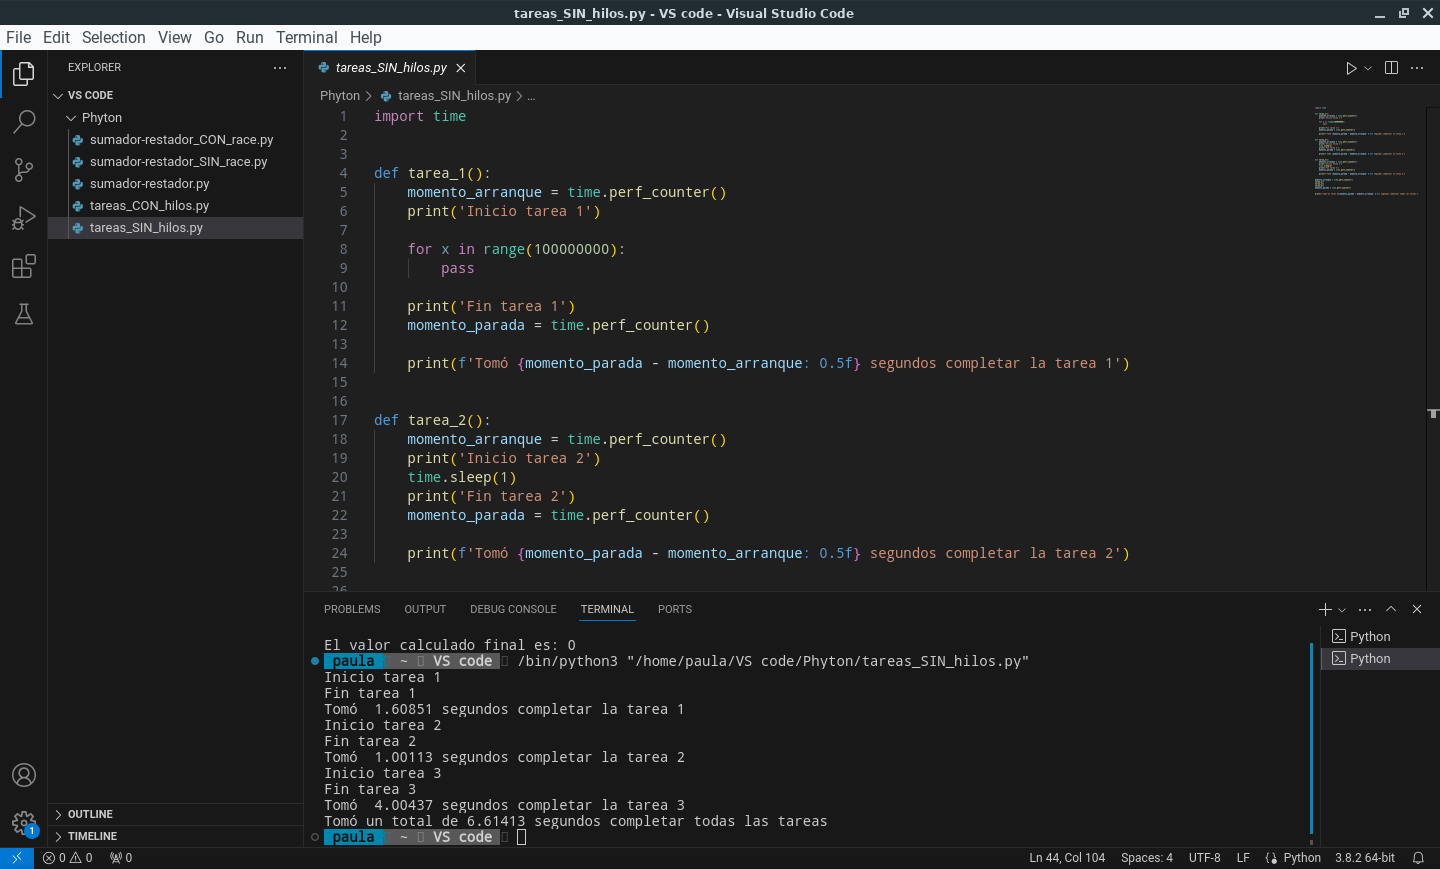 tareas_SIN_hilos.py - VS code - Visual Studio Code
File Edit Selection View Go Run Terminal Help
EXPLORER
VS CODE
Phyton
sumador-restador_CON_race.py
sumador-restador_SIN_race.py
sumador-restador.py
tareas_CON_hilos.py
tareas_SIN_hilos.py
OUTLINE
TIMELINE
tareas_SIN_hilos.py
Phyton > tareas_SIN_hilos.py > ...
1 import time
2
3
4 def tarea_1():
5     momento_arranque = time.perf_counter()
6     print('Inicio tarea 1')
7
8     for x in range(100000000):
9         pass
10
11     print('Fin tarea 1')
12     momento_parada = time.perf_counter()
13
14     print(f'Tomó {momento_parada - momento_arranque: 0.5f} segundos completar la tarea 1')
15
16
17 def tarea_2():
18     momento_arranque = time.perf_counter()
19     print('Inicio tarea 2')
20     time.sleep(1)
21     print('Fin tarea 2')
22     momento_parada = time.perf_counter()
23
24     print(f'Tomó {momento_parada - momento_arranque: 0.5f} segundos completar la tarea 2')
25
26
PROBLEMS OUTPUT DEBUG CONSOLE TERMINAL PORTS
El valor calculado final es: 0
paula ~ VS code /bin/python3 "/home/paula/VS code/Phyton/tareas_SIN_hilos.py"
Inicio tarea 1
Fin tarea 1
Tomó  1.60851 segundos completar la tarea 1
Inicio tarea 2
Fin tarea 2
Tomó  1.00113 segundos completar la tarea 2
Inicio tarea 3
Fin tarea 3
Tomó  4.00437 segundos completar la tarea 3
Tomó un total de 6.61413 segundos completar todas las tareas
paula ~ VS code
Python
Python
1
0 0 0 Ln 44, Col 104 Spaces: 4 UTF-8 LF Python 3.8.2 64-bit